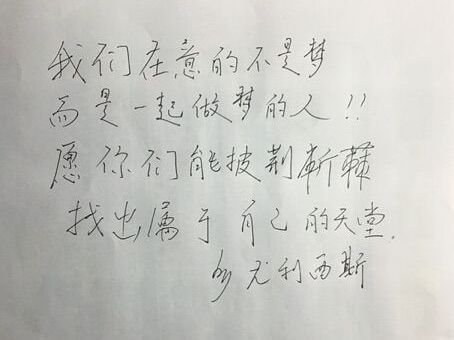 我们在意的不是梦
而是一起做梦的人!!
愿你们能披荆斩棘
找出属于自己的天堂.
尤利西斯